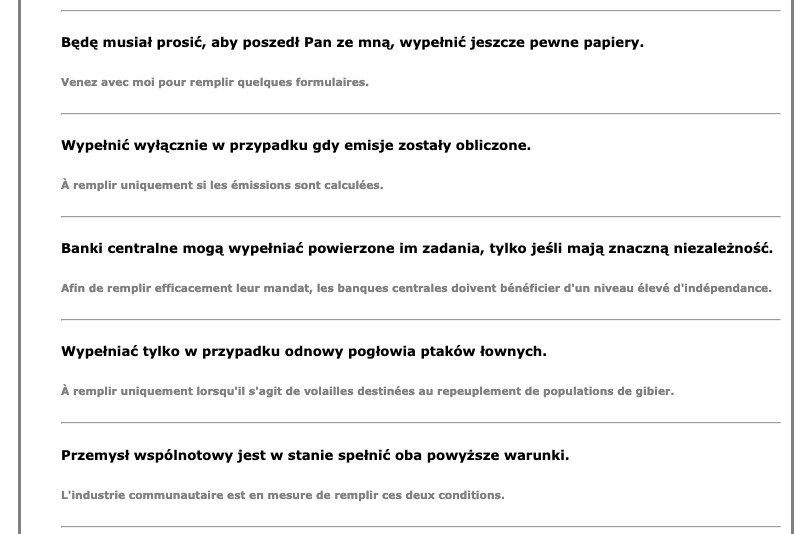 Będę musiał prosić, aby poszedł Pan ze mną, wypełnić jeszcze pewne papiery.
Venez avec moi pour remplir quelques formulaires.
Wypełnić wyłącznie w przypadku gdy emisje zostały obliczone.
À remplir uniquement si les émissions sont calculées.
Banki centralne mogą wypełniać powierzone im zadania, tylko jeśli mają znaczną niezależność.
Afin de remplir efficacement leur mandat, les banques centrales doivent bénéficier d'un niveau élevé d'indépendance.
Wypełniać tylko w przypadku odnowy pogłowia ptaków łownych.
À remplir uniquement lorsqu'il s'agit de volailles destinées au repeuplement de populations de gibier.
Przemysł wspólnotowy jest w stanie spełnić oba powyższe warunki.
L'industrie communautaire est en mesure de remplir ces deux conditions.